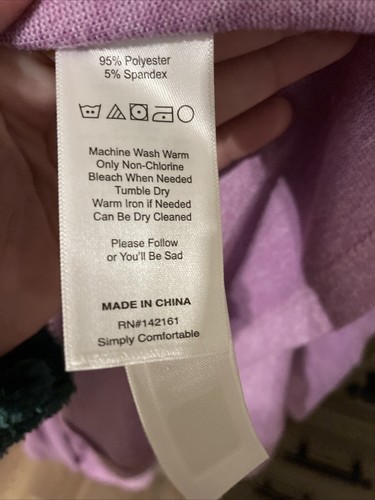 95% Polyester
5% Spandex
Machine Wash Warm
Only Non-Chlorine
Bleach When Needed
Tumble Dry
Warm Iron if Needed
Can Be Dry Cleaned
Please Follow
or You'll Be Sad
MADE IN CHINA
RN#142161
Simply Comfortable